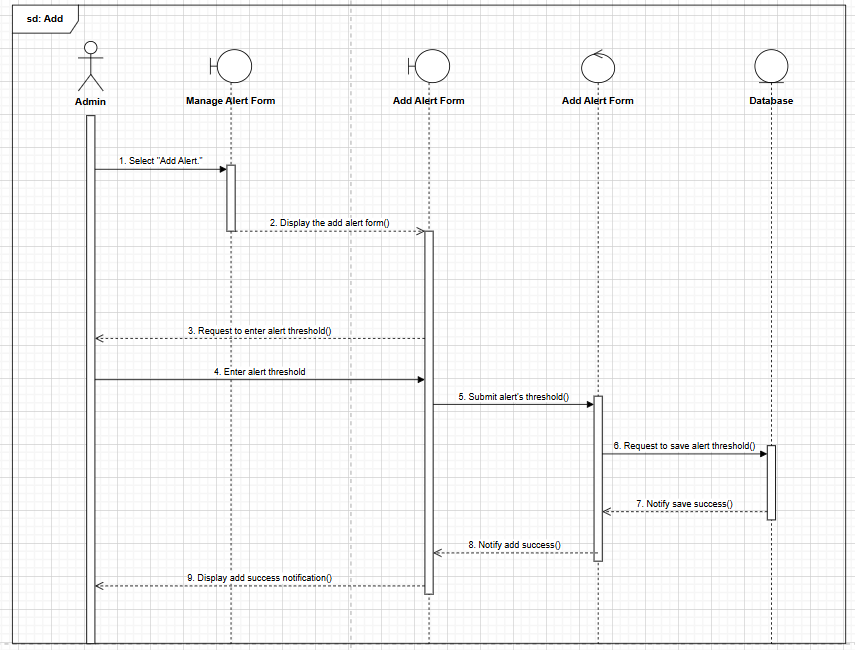 sd: Add
Admin
Manage Alert Form
Add Alert Form
Add Alert Form
Database
1. Select "Add Alert."
2. Display the add alert form()
3. Request to enter alert threshold()
4. Enter alert threshold
5. Submit alert's threshold()
6. Request to save alert threshold()
7. Notify save success()
8. Notify add success()
9. Display add success notification()